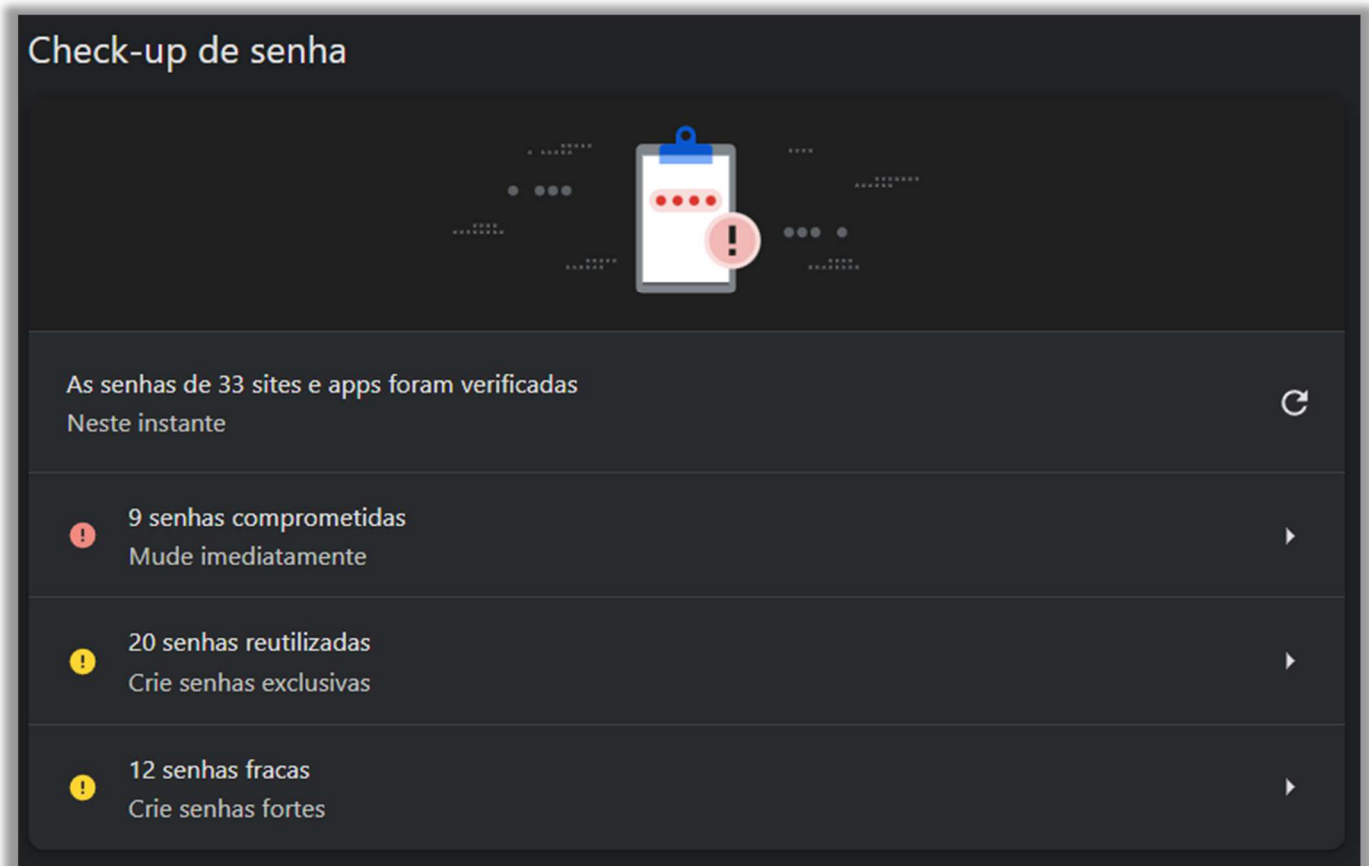 Check-up de senha
As senhas de 33 sites e apps foram verificadas
Neste instante
9 senhas comprometidas
Mude imediatamente
20 senhas reutilizadas
Crie senhas exclusivas
12 senhas fracas
Crie senhas fortes